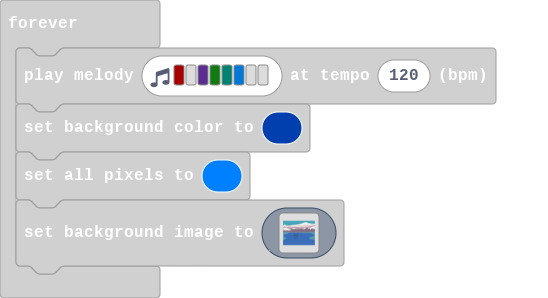 forever
play melody at tempo 120 (bpm)
set background color to
set all pixels to
set background image to